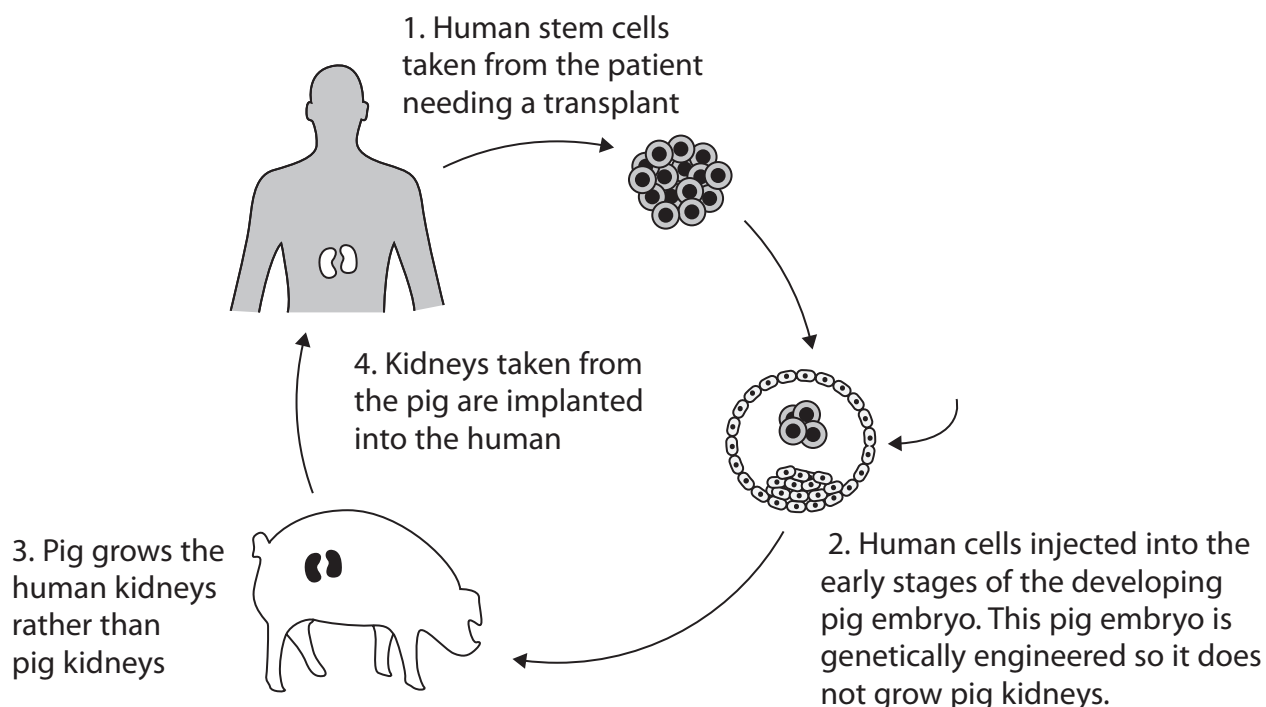 1. Human stem cells
taken from the patient
needing a transplant
2. Human cells injected into the
early stages of the developing
pig embryo. This pig embryo is
genetically engineered so it does
not grow pig kidneys.
3. Pig grows the
human kidneys
rather than
pig kidneys
4. Kidneys taken from
the pig are implanted
into the human